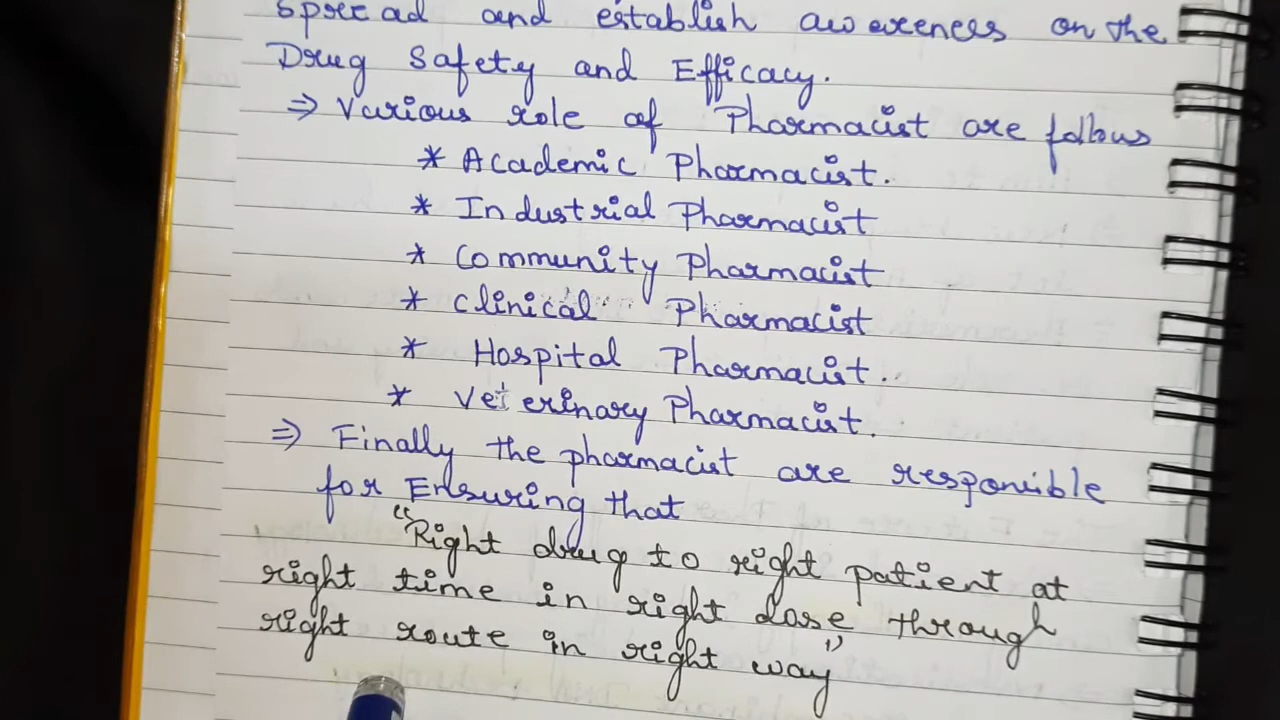 spread and establish awareness on the
Drug Safety and Efficacy.
⇒ Various role of Pharmacist are follows
* Academic Pharmacist.
* Industrial Pharmacist
* Community Pharmacist
* Clinical Pharmacist
* Hospital Pharmacist.
* Veterinary Pharmacist.
⇒ Finally the pharmacist are responsible
for Ensuring that
"Right drug to right patient at
right time in right dose through
right route in right way"